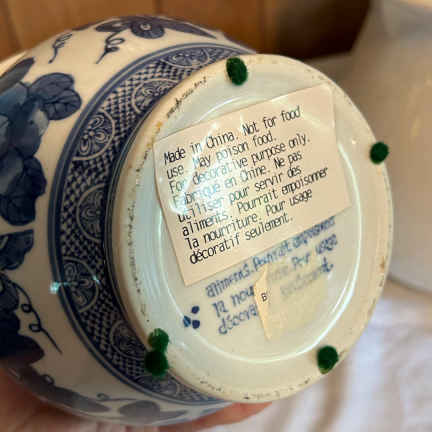 Made in China. Not for food
use. May poison food.
For decorative purpose only.
Fabriqué en Chine. Ne pas
utiliser pour servir des
aliments. Pourrait empoisonner
la nourriture. Pour usage
décoratif seulement.
aliments. Pourrait empoisonner
la nourriture. Pour usage
décoratif seulement.